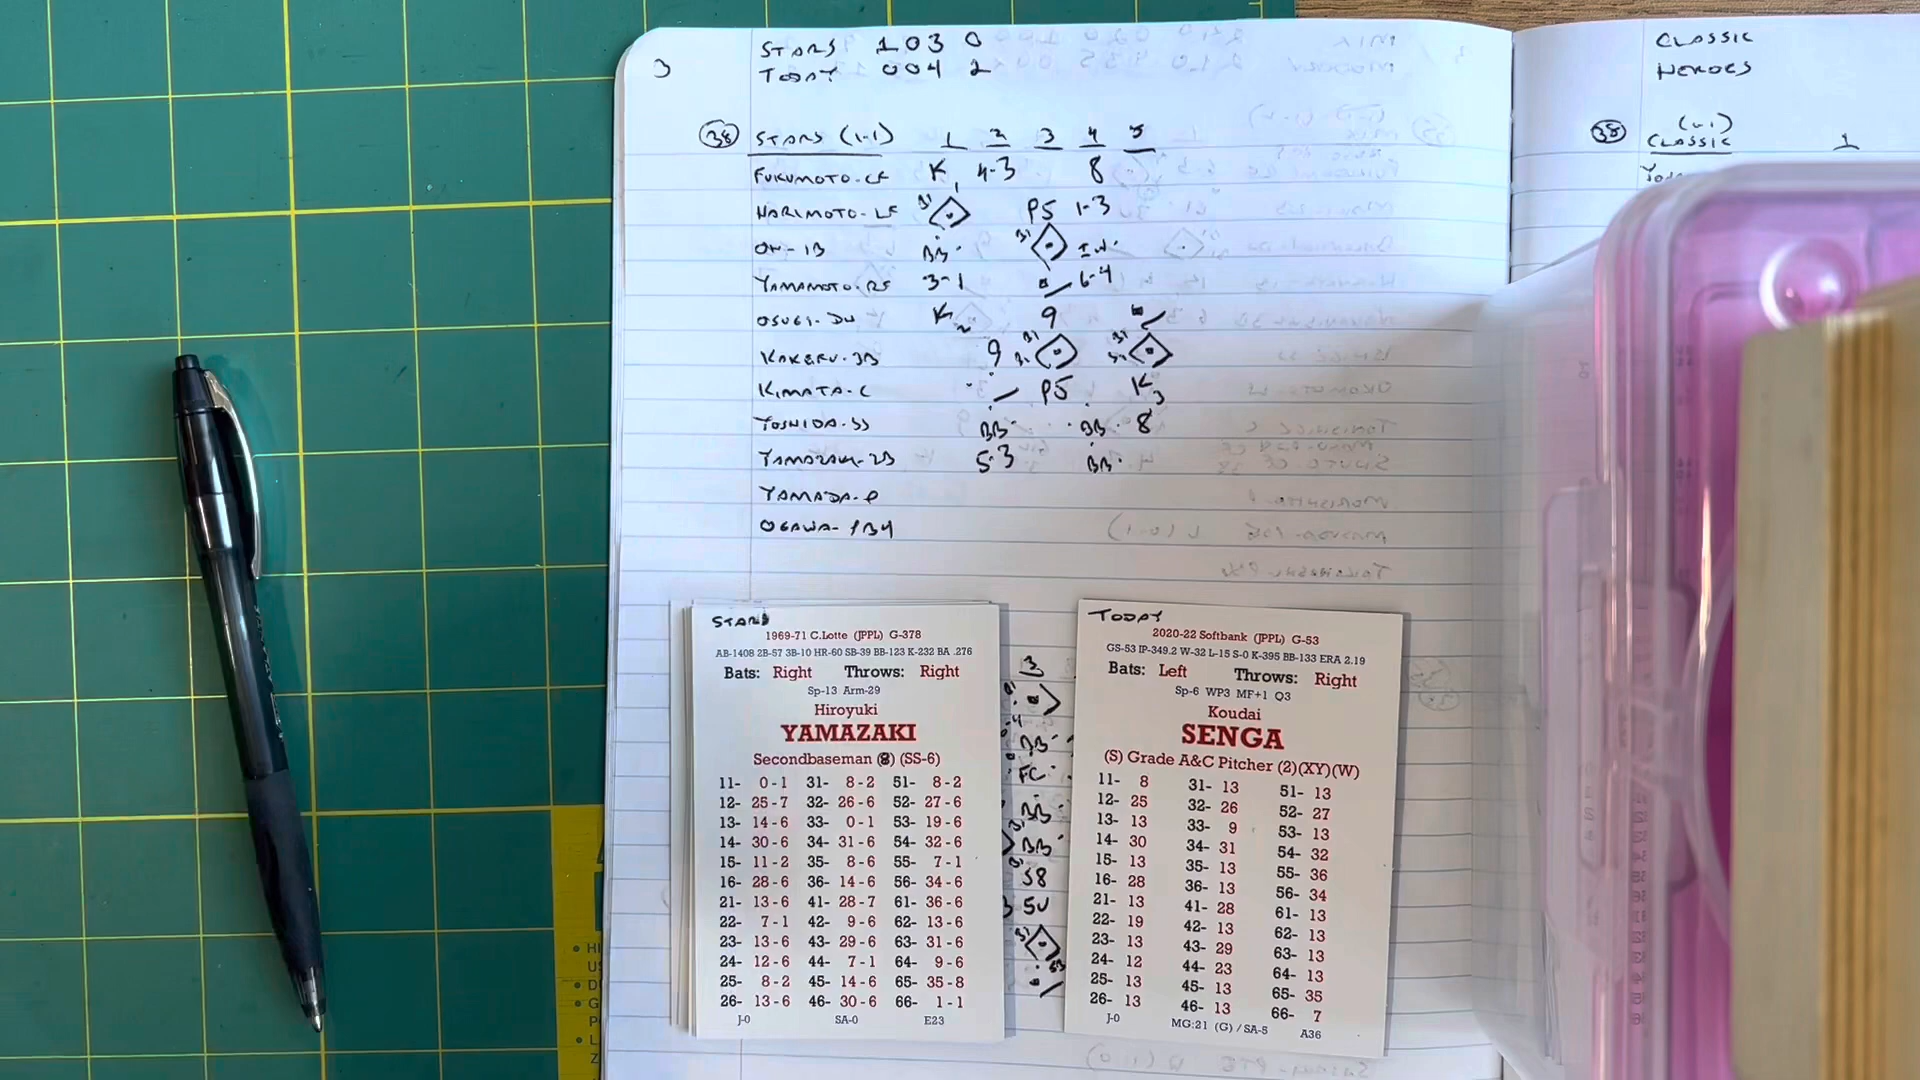 3
STARS 1 0 3 0
TODAY 0 0 4 2
38 STARS (1-1) 1 2 3 4 5
FUKUMOTO-CF K 4-3 8
HARIMOTO-LF P5 1-3
OH-1B BB IW
YAMAMOTO-RF 3-1 6-4
OSUGI-DH K 9
KAKEFU-3B 9
KIMATA-C P5 K
YOSHIDA-SS BB BB 8
YAMAZAKI-2B 5-3 BB
YAMADA-P
OGAWA-PB4
CLASSIC
HEROES
38 CLASSIC 1
STARS
1969-71 C.Lotte (JPPL) G-378
AB-1408 2B-57 3B-10 HR-60 SB-39 BB-123 K-232 BA .276
Bats: Right Throws: Right
Sp-13 Arm-29
Hiroyuki
YAMAZAKI
Secondbaseman (8) (SS-6)
11- 0-1 31- 8-2 51- 8-2
12- 25-7 32- 26-6 52- 27-6
13- 14-6 33- 0-1 53- 19-6
14- 30-6 34- 31-6 54- 32-6
15- 11-2 35- 8-6 55- 7-1
16- 28-6 36- 14-6 56- 34-6
21- 13-6 41- 28-7 61- 36-6
22- 7-1 42- 9-6 62- 13-6
23- 13-6 43- 29-6 63- 31-6
24- 12-6 44- 7-1 64- 9-6
25- 8-2 45- 14-6 65- 35-8
26- 13-6 46- 30-6 66- 1-1
J-0 SA-0 E23
3
BB
FC
BB
BB
S8
5U
TODAY
2020-22 Softbank (JPPL) G-53
GS-53 IP-349.2 W-32 L-15 S-0 K-395 BB-133 ERA 2.19
Bats: Left Throws: Right
Sp-6 WP3 MF+1 Q3
Koudai
SENGA
(S) Grade A&C Pitcher (2)(XY)(W)
11- 8 31- 13 51- 13
12- 25 32- 26 52- 27
13- 13 33- 9 53- 13
14- 30 34- 31 54- 32
15- 13 35- 13 55- 36
16- 28 36- 13 56- 34
21- 13 41- 28 61- 13
22- 19 42- 13 62- 13
23- 13 43- 29 63- 13
24- 12 44- 23 64- 13
25- 13 45- 13 65- 35
26- 13 46- 13 66- 7
J-0 MG:21 (G) / SA-5 A36